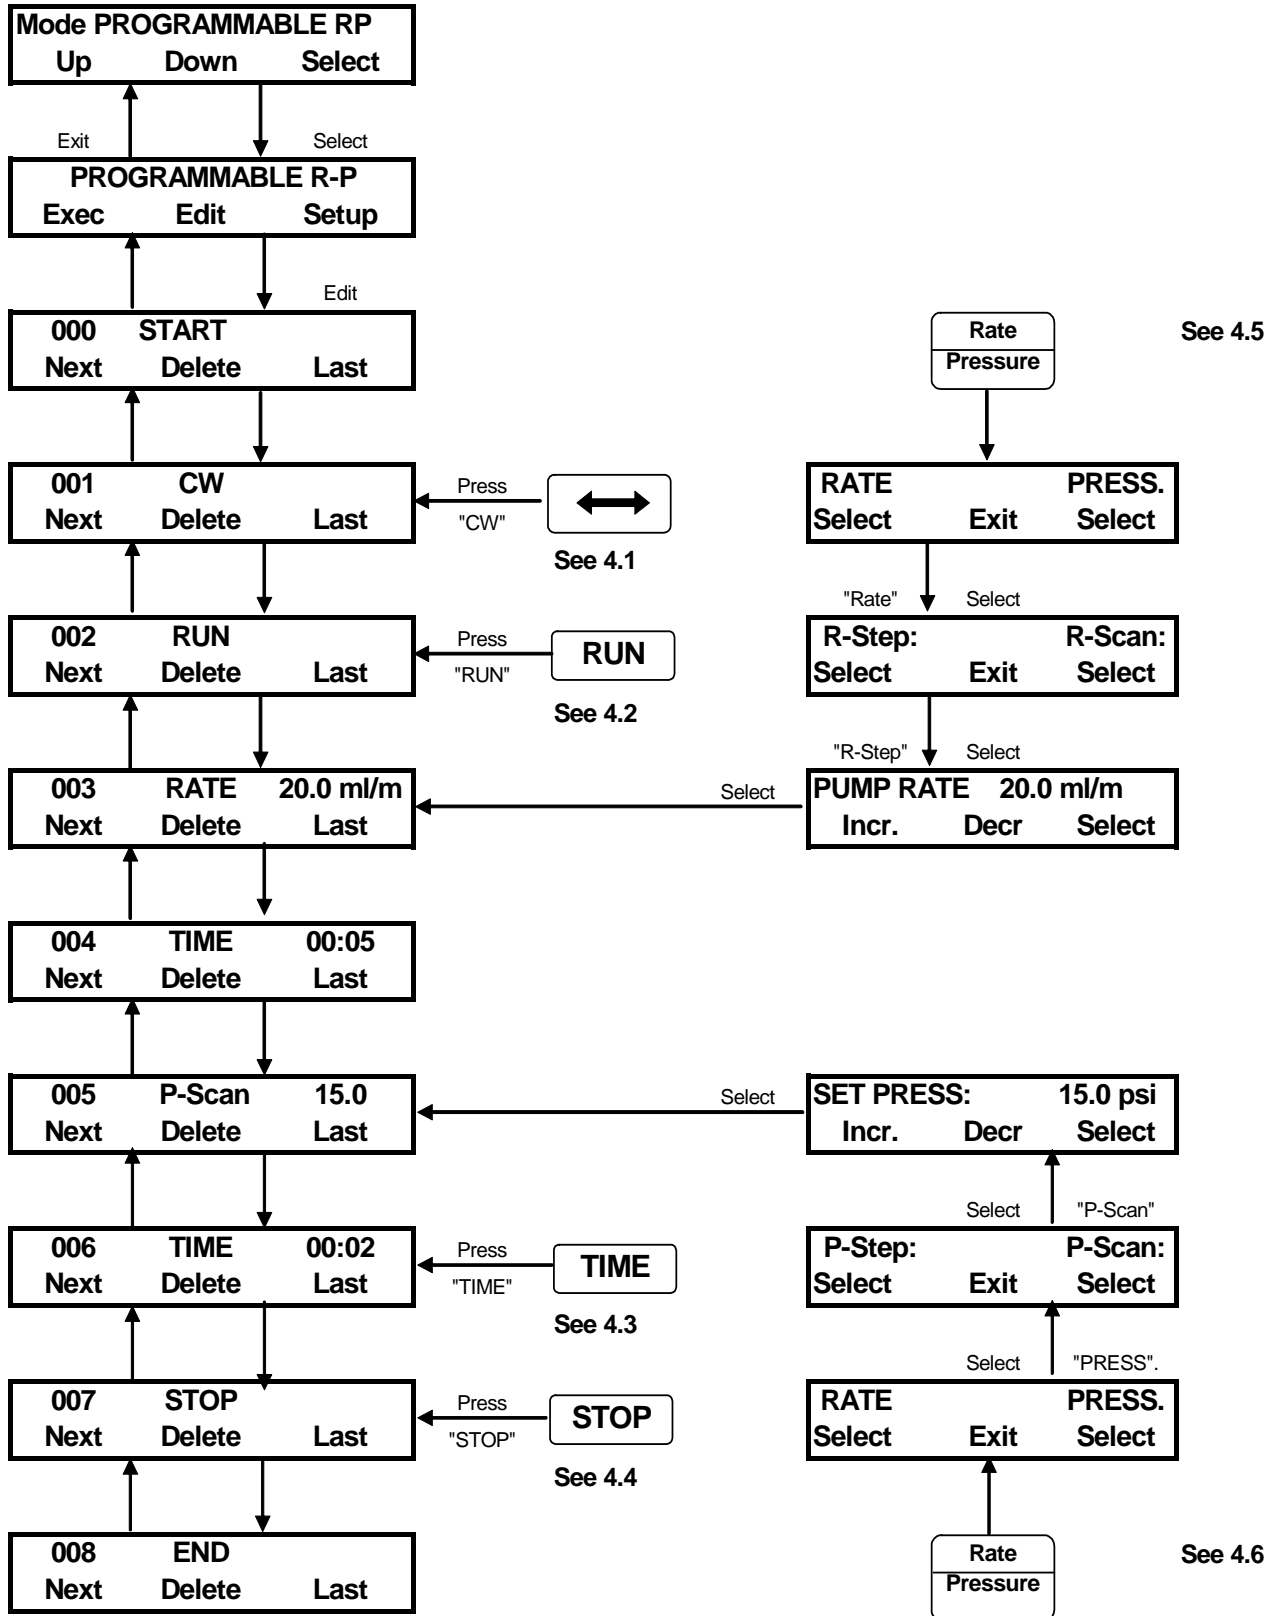 Mode PROGRAMMABLE RP
Up Down Select
Exit Select
PROGRAMMABLE R-P
Exec Edit Setup
Edit
000 START
Next Delete Last
Rate
Pressure
See 4.5
001 CW
Next Delete Last
Press
"CW"
See 4.1
RATE PRESS.
Select Exit Select
"Rate" Select
002 RUN
Next Delete Last
Press
"RUN"
RUN
See 4.2
R-Step: R-Scan:
Select Exit Select
"R-Step" Select
003 RATE 20.0 ml/m
Next Delete Last
Select
PUMP RATE 20.0 ml/m
Incr. Decr Select
004 TIME 00:05
Next Delete Last
005 P-Scan 15.0
Next Delete Last
Select
SET PRESS: 15.0 psi
Incr. Decr Select
Select "P-Scan"
006 TIME 00:02
Next Delete Last
Press
"TIME"
TIME
See 4.3
P-Step: P-Scan:
Select Exit Select
Select "PRESS".
007 STOP
Next Delete Last
Press
"STOP"
STOP
See 4.4
RATE PRESS.
Select Exit Select
008 END
Next Delete Last
Rate
Pressure
See 4.6